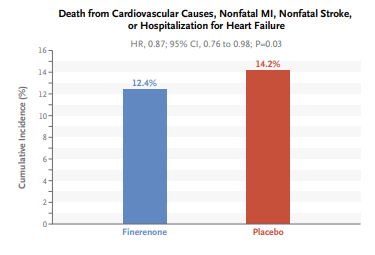 Death from Cardiovascular Causes, Nonfatal MI, Nonfatal Stroke,
or Hospitalization for Heart Failure
HR, 0.87; 95% CI, 0.76 to 0.98; P=0.03
Cumulative Incidence (%)
16
14
12
10
8
6
4
2
0
12.4%
14.2%
Finerenone
Placebo